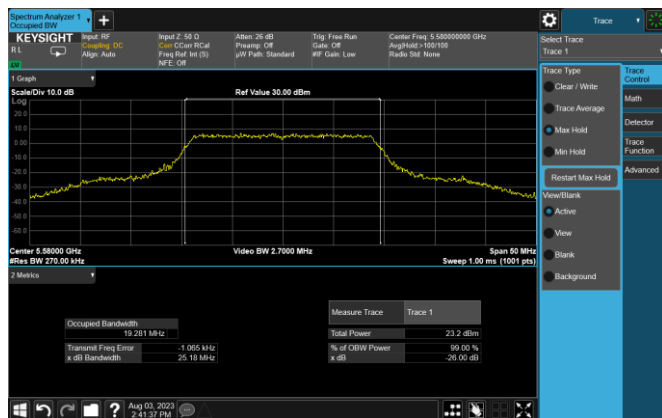 Spectrum Analyzer 1
Occupied BW
+
Trace
KEYSIGHT
Input: RF
Input Z: 50 Ω
Atten: 26 dB
Trig: Free Run
Center Freq: 5.580000000 GHz
Select Trace
R L
Coupling: DC
Corr CCorr RCal
Preamp: Off
Gate: Off
Avg|Hold:>100/100
Trace 1
Align: Auto
Freq Ref: Int (S)
µW Path: Standard
#IF Gain: Low
Radio Std: None
NFE: Off
1 Graph
Scale/Div 10.0 dB
Ref Value 30.00 dBm
Log
20.0
10.0
0.00
-10.0
-20.0
-30.0
-40.0
-50.0
-60.0
Center 5.58000 GHz
Video BW 2.7000 MHz
Span 50 MHz
#Res BW 270.00 kHz
Sweep 1.00 ms (1001 pts)
2 Metrics
Measure Trace
Trace 1
Occupied Bandwidth
19.281 MHz
Total Power
23.2 dBm
Transmit Freq Error
-1.065 kHz
% of OBW Power
99.00 %
x dB Bandwidth
25.18 MHz
x dB
-26.00 dB
Trace Type
Clear / Write
Trace Average
Max Hold
Min Hold
Restart Max Hold
View/Blank
Active
View
Blank
Background
Trace
Control
Math
Detector
Trace
Function
Advanced
?
Aug 03, 2023
2:41:37 PM